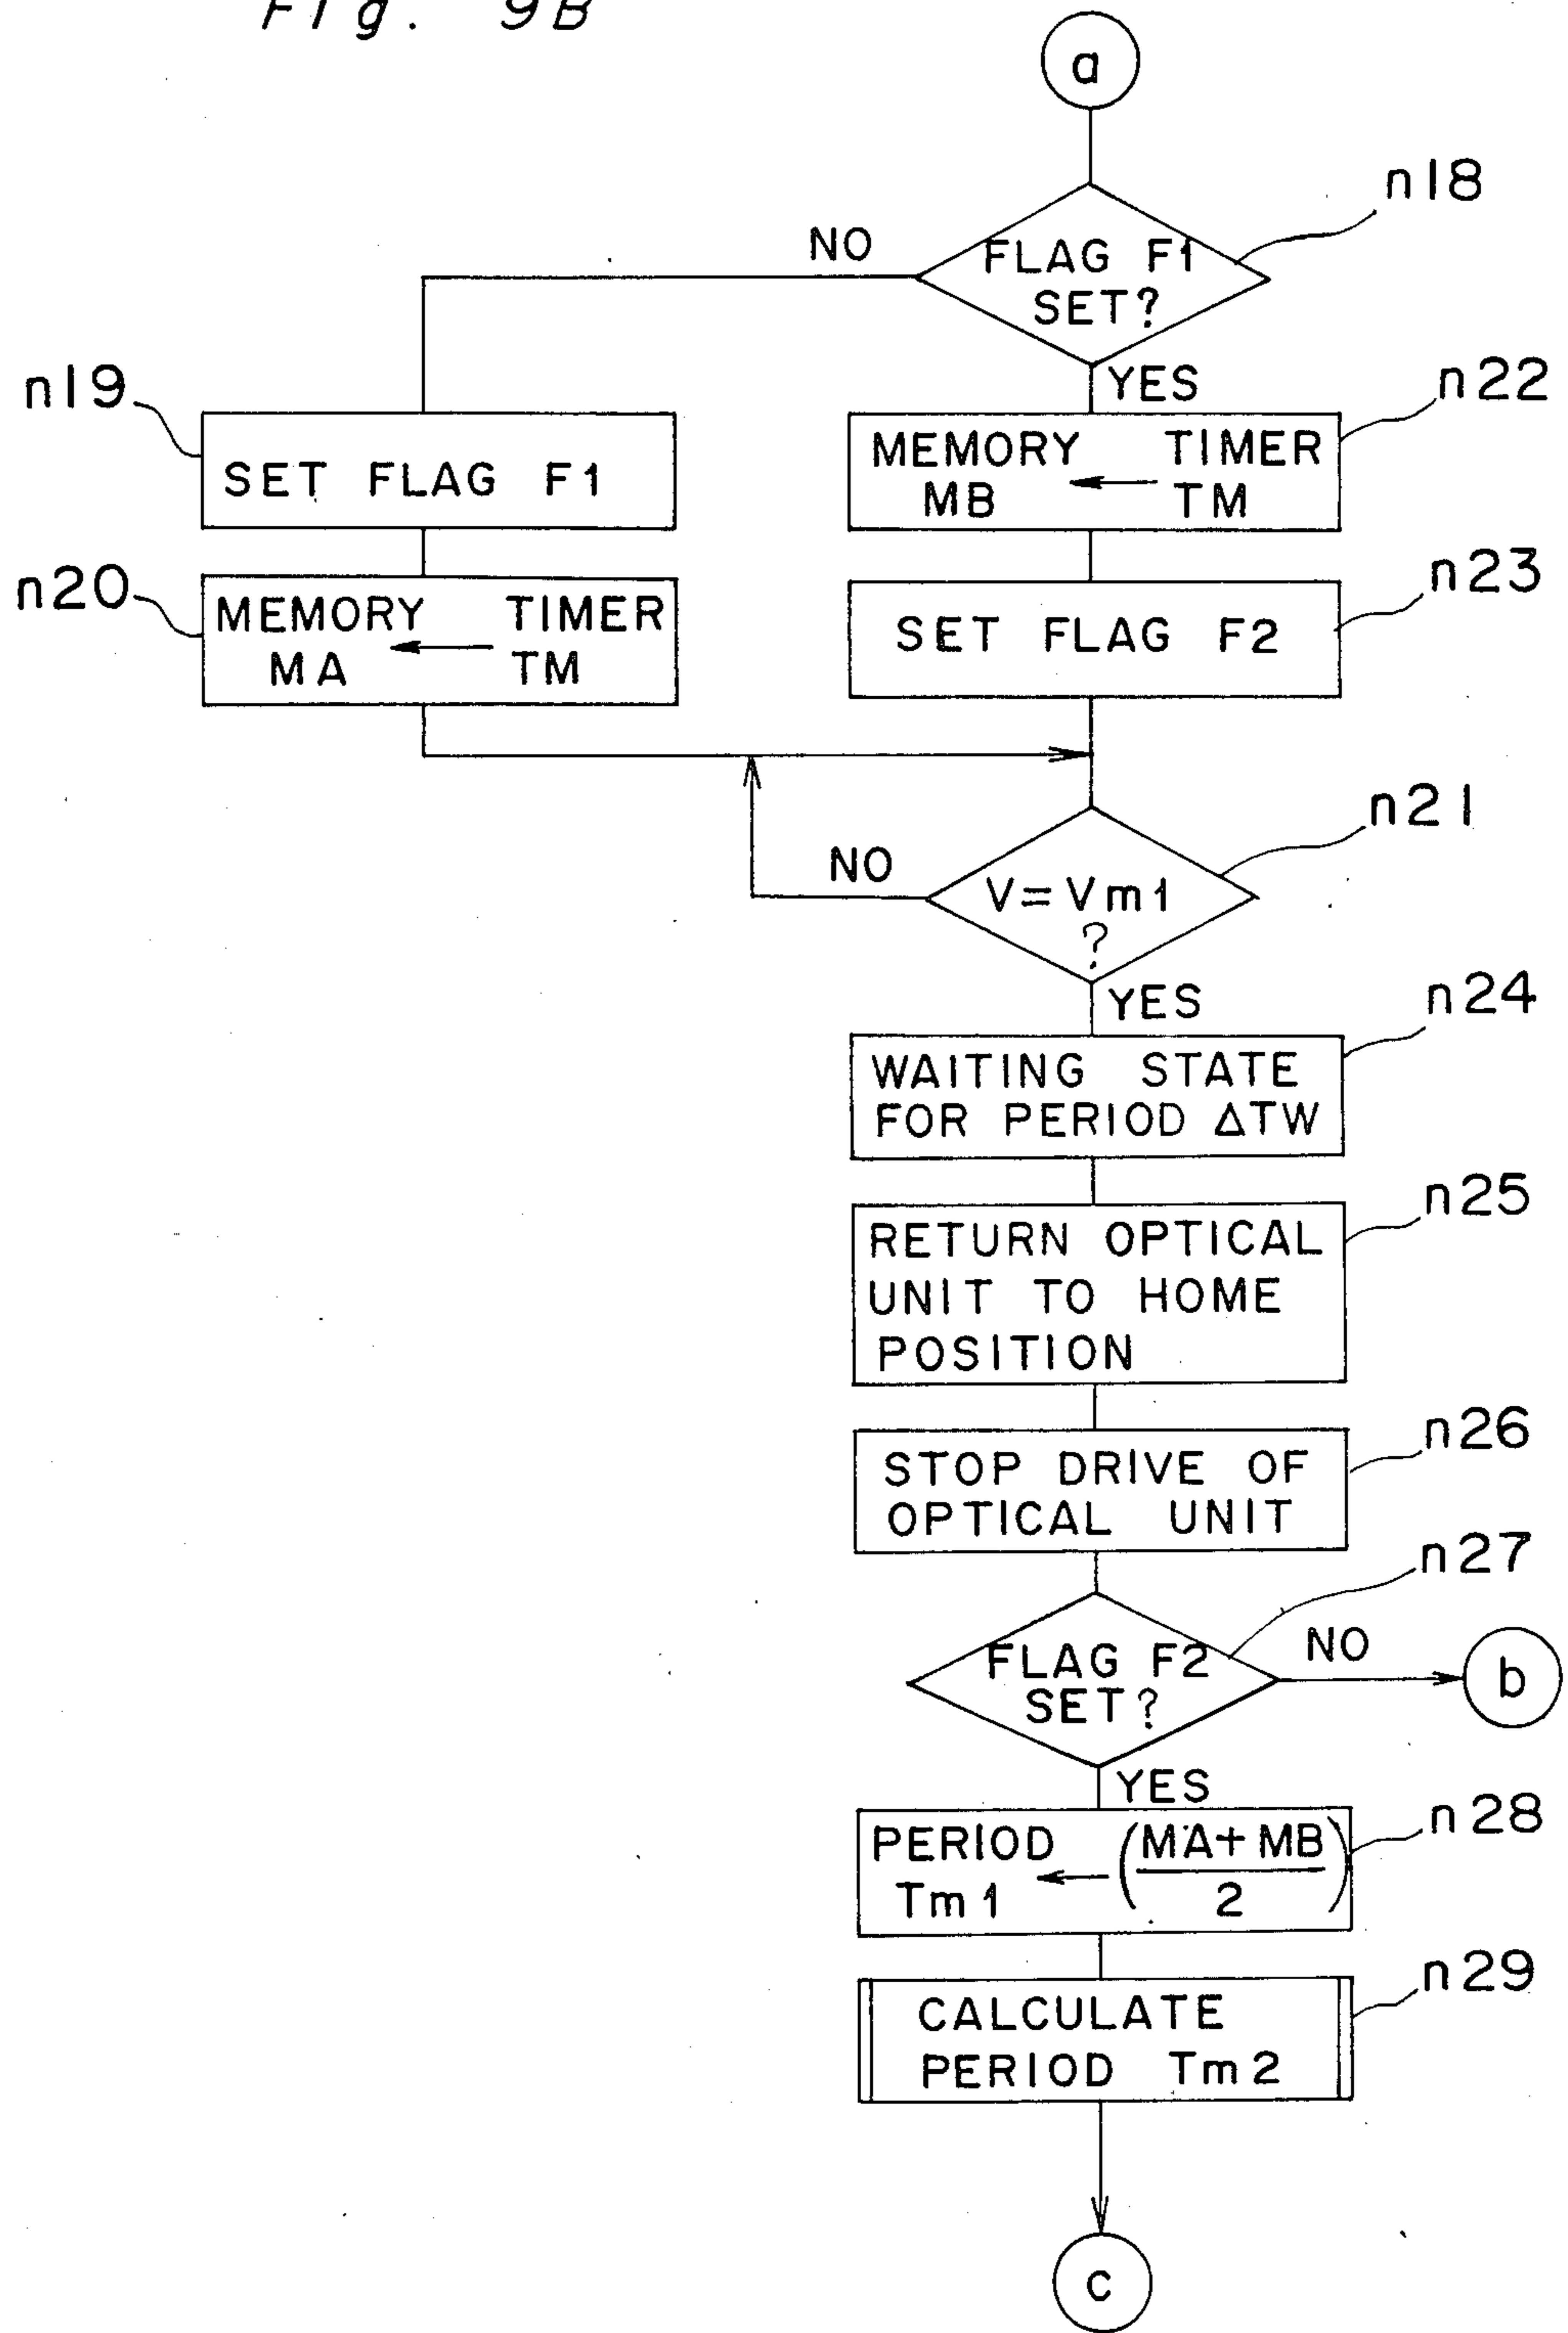 Fig. 9B
a
n18
NO
FLAG F1
SET?
YES
n19
n22
SET FLAG F1
MEMORY TIMER
MB ← TM
n20
n23
MEMORY TIMER
MA ← TM
SET FLAG F2
n21
NO
V=Vm1
?
YES
n24
WAITING STATE
FOR PERIOD ΔTW
n25
RETURN OPTICAL
UNIT TO HOME
POSITION
n26
STOP DRIVE OF
OPTICAL UNIT
n27
FLAG F2
SET?
NO
b
YES
n28
PERIOD
Tm1 ← (MA+MB/2)
n29
CALCULATE
PERIOD Tm2
c